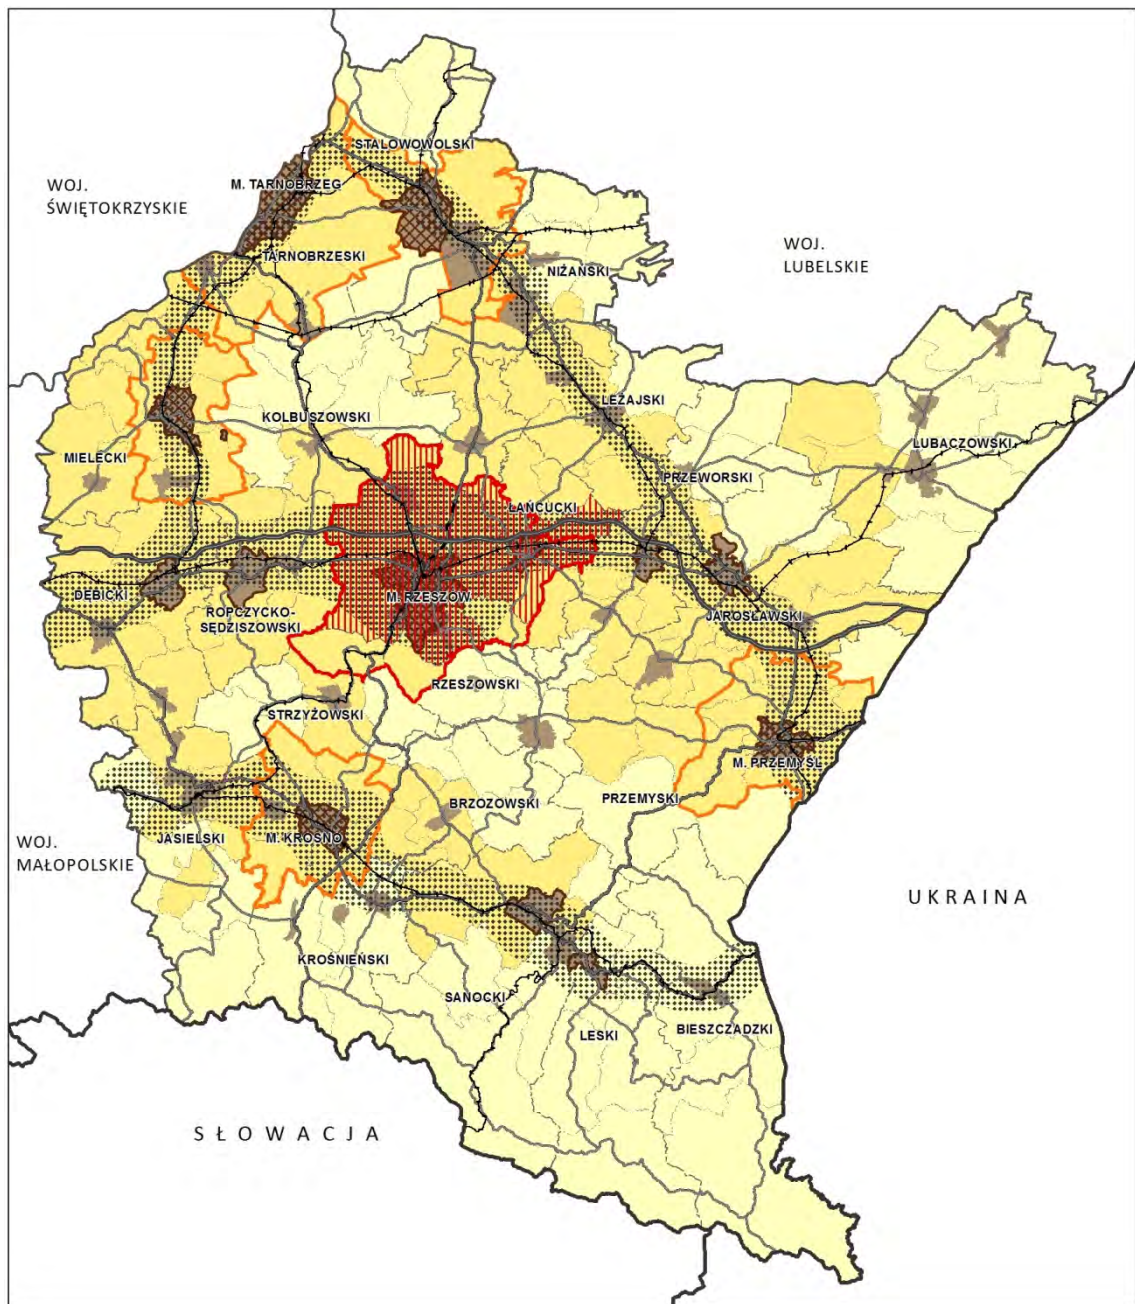 STALOWOWOLSKI
M. TARNOBRZEG
WOJ.
ŚWIĘTOKRZYSKIE
TARNOBRZESKI
WOJ.
LUBELSKIE
NIŻAŃSKI
LEŻAJSKI
KOLBUSZOWSKI
LUBACZOWSKI
MIELECKI
PRZEWORSKI
ŁAŃCUCKI
DĘBICKI
M. RZESZÓW
ROPCZYCKO-
SĘDZISZOWSKI
JAROSŁAWSKI
RZESZOWSKI
STRZYŻOWSKI
M. PRZEMYŚL
PRZEMYSKI
BRZOZOWSKI
JASIELSKI
M. KROSNO
WOJ.
MAŁOPOLSKIE
UKRAINA
KROŚNIEŃSKI
SANOCKI
LESKI
BIESZCZADZKI
SŁOWACJA